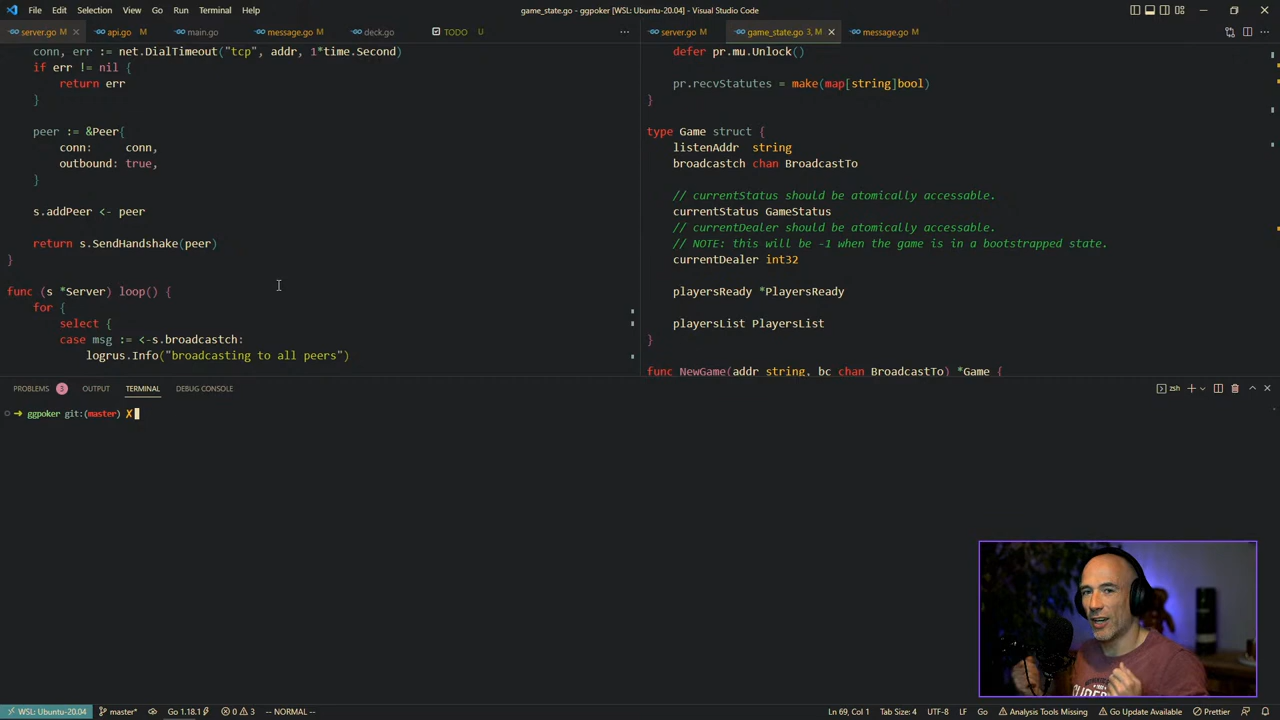 File Edit Selection View Go Run Terminal Help
game_state.go - ggpoker [WSL: Ubuntu-20.04] - Visual Studio Code
server.go M × api.go M main.go message.go M deck.go TODO U ...
conn, err := net.DialTimeout("tcp", addr, 1*time.Second)
if err != nil {
return err
}
peer := &Peer{
conn: conn,
outbound: true,
}
s.addPeer <- peer
return s.SendHandshake(peer)
}
func (s *Server) loop() {
for {
select {
case msg := <-s.broadcastch:
logrus.Info("broadcasting to all peers")
server.go M game_state.go 3, M × message.go M ...
defer pr.mu.Unlock()
pr.recvStatutes = make(map[string]bool)
}
type Game struct {
listenAddr string
broadcastch chan BroadcastTo
// currentStatus should be atomically accessable.
currentStatus GameStatus
// currentDealer should be atomically accessable.
// NOTE: this will be -1 when the game is in a bootstrapped state.
currentDealer int32
playersReady *PlayersReady
playersList PlayersList
}
func NewGame(addr string, bc chan BroadcastTo) *Game {
PROBLEMS 3 OUTPUT TERMINAL DEBUG CONSOLE
zsh
➜ ggpoker git:(master) ✗
WSL: Ubuntu-20.04 master* Go 1.18.1 0 3 -- NORMAL --
Ln 69, Col 1 Tab Size: 4 UTF-8 LF Go Analysis Tools Missing Go Update Available Prettier